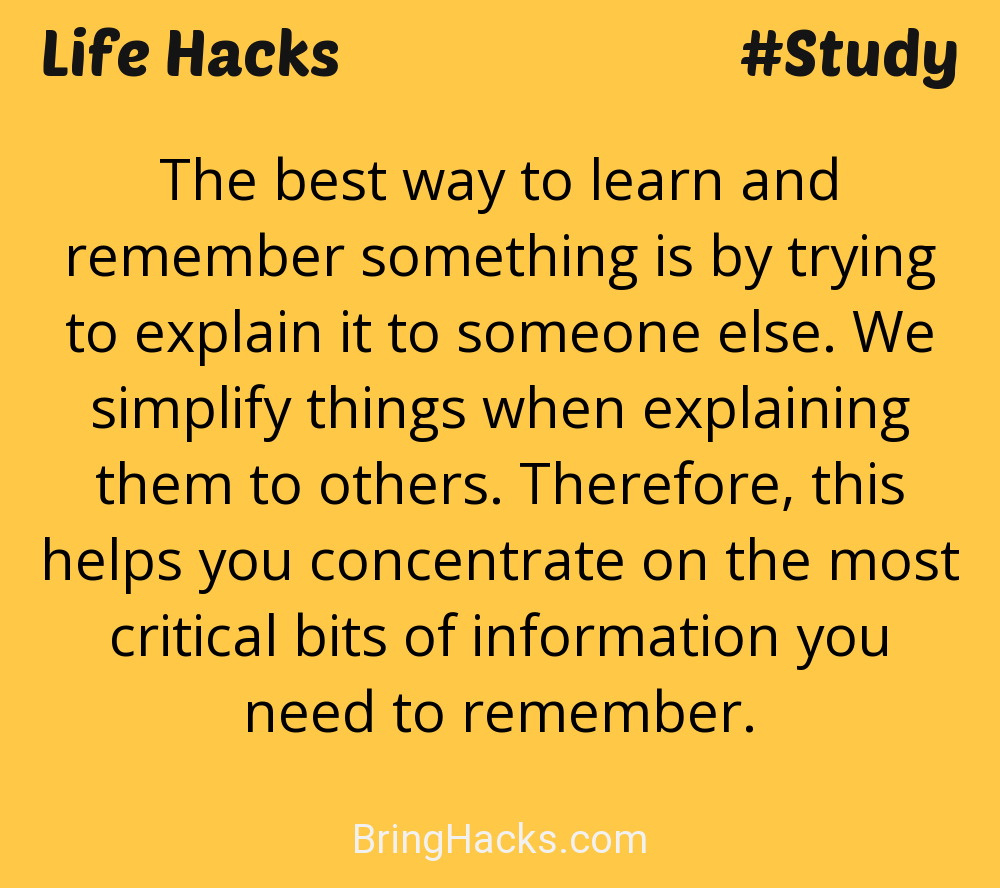 Life Hacks #Study
The best way to learn and
remember something is by trying
to explain it to someone else. We
simplify things when explaining
them to others. Therefore, this
helps you concentrate on the most
critical bits of information you
need to remember.
BringHacks.com